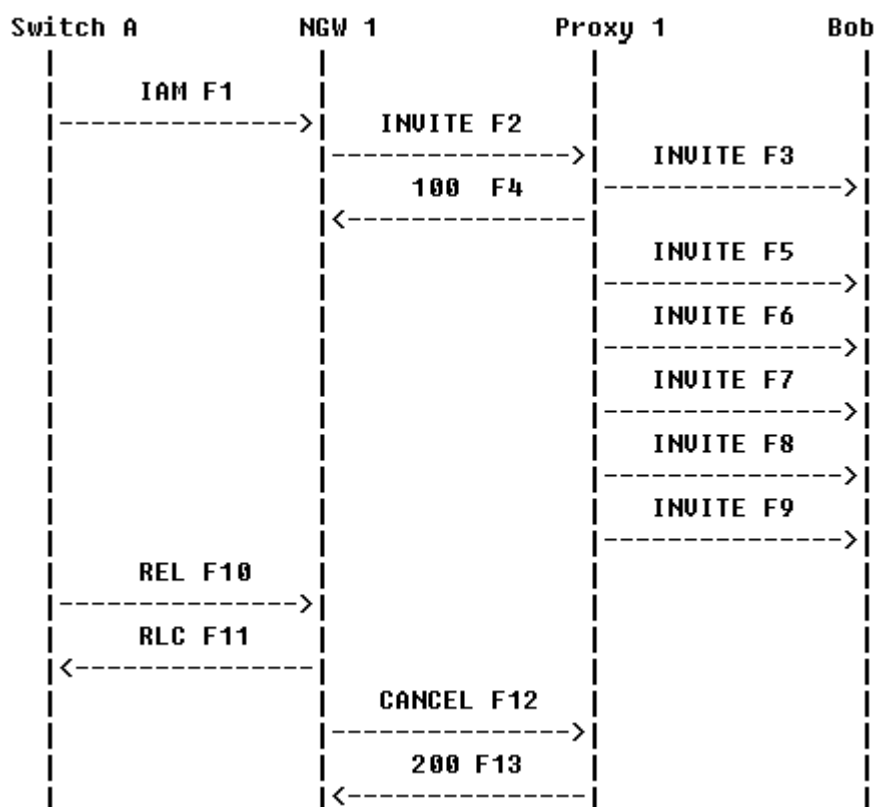 Switch A NGW 1 Proxy 1 Bob
IAM F1
INVITE F2
INVITE F3
100 F4
INVITE F5
INVITE F6
INVITE F7
INVITE F8
INVITE F9
REL F10
RLC F11
CANCEL F12
200 F13